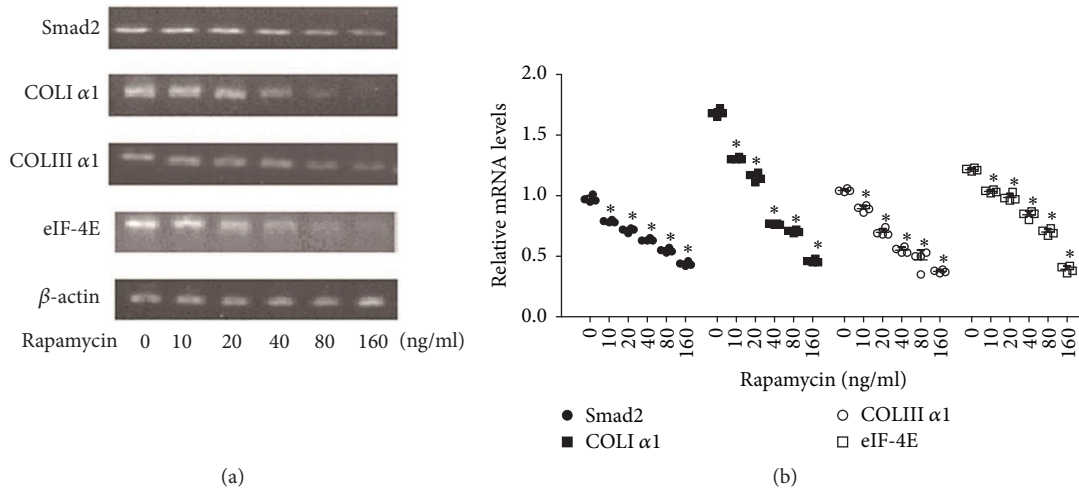 Smad2
COLI α1
COLIII α1
eIF-4E
β-actin
Rapamycin 0 10 20 40 80 160 (ng/ml)
(a)
Relative mRNA levels
2.0
1.5
1.0
0.5
0.0
* * * * * * * * * * * * * * * * * * * *
0 10 20 40 80 160 0 10 20 40 80 160 0 10 20 40 80 160 0 10 20 40 80 160
Rapamycin (ng/ml)
Smad2 COLIII α1
COLI α1 eIF-4E
(b)